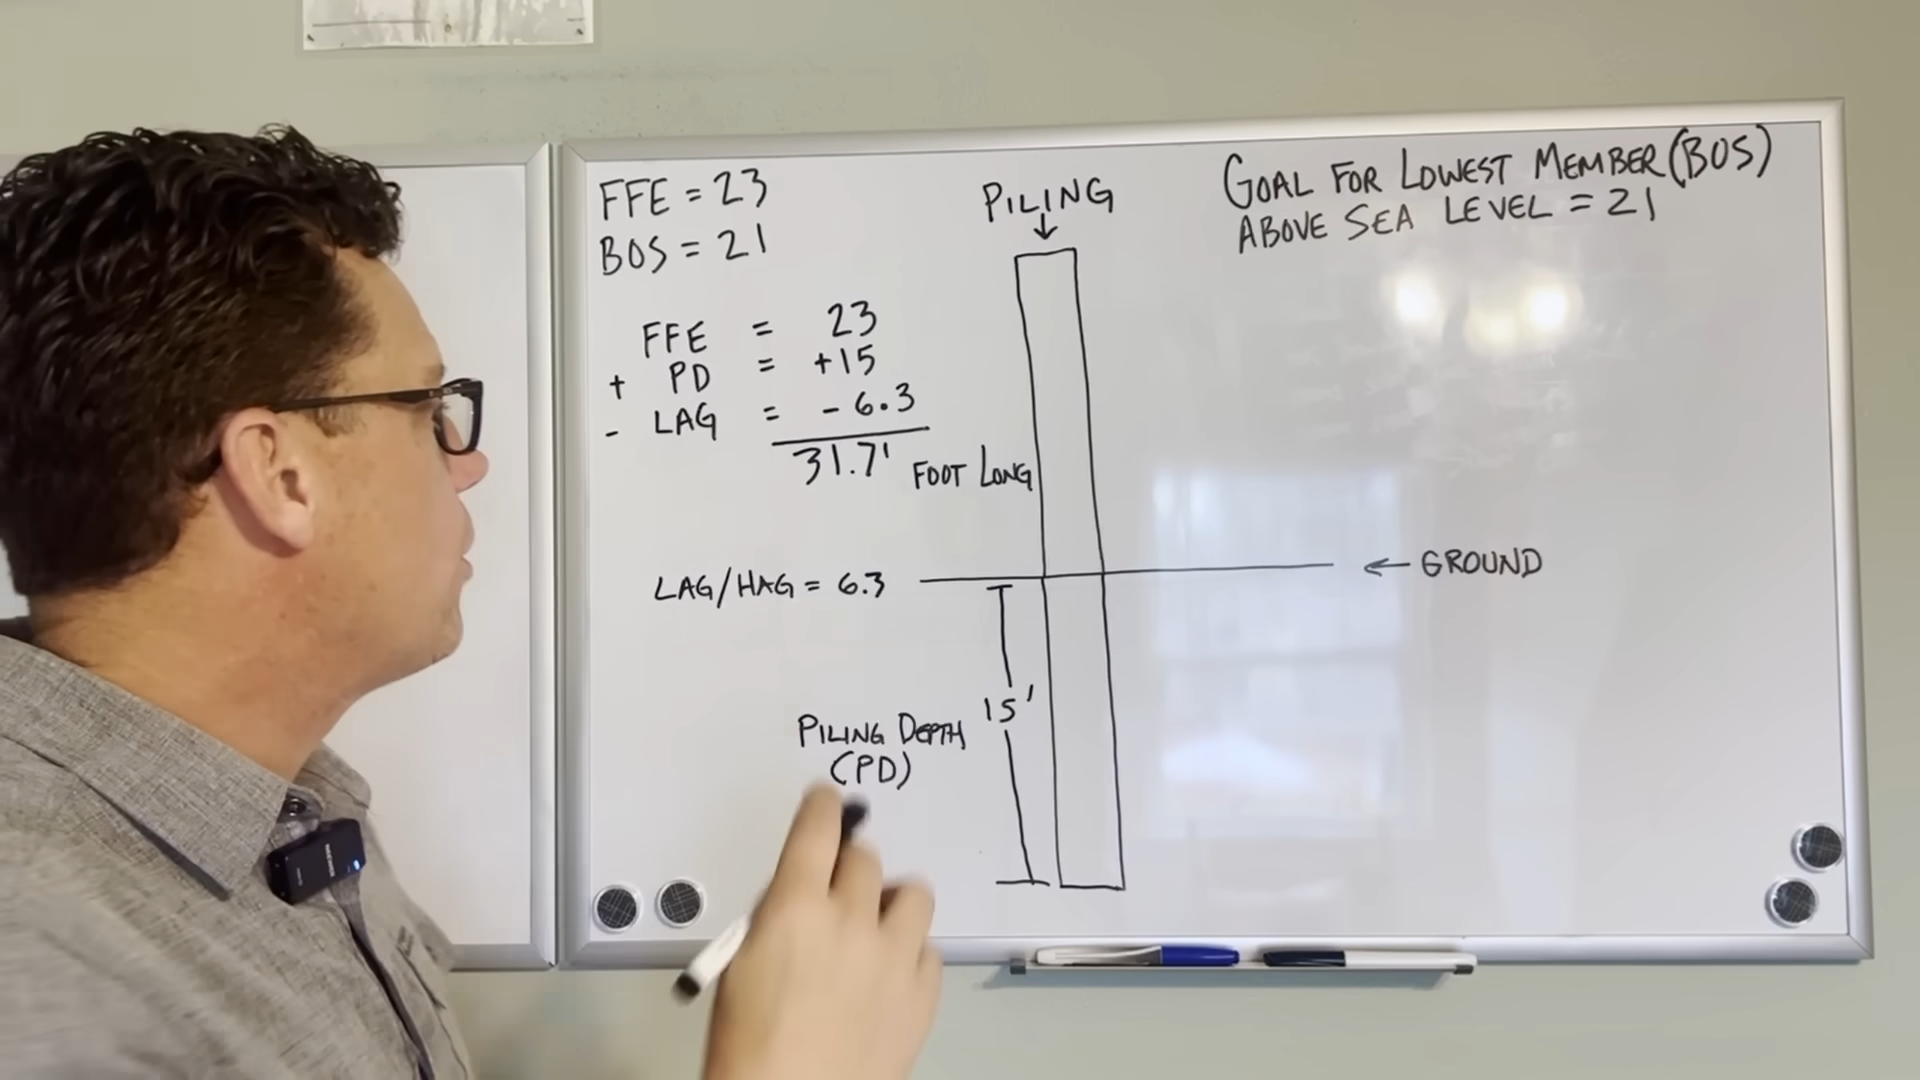 FFE = 23
BOS = 21
FFE = 23
+ PD = +15
- LAG = - 6.3
31.7' FOOT LONG
LAG/HAG = 6.3
PILING DEPTH
(PD)
15'
PILING
GOAL FOR LOWEST MEMBER (BOS)
ABOVE SEA LEVEL = 21
← GROUND